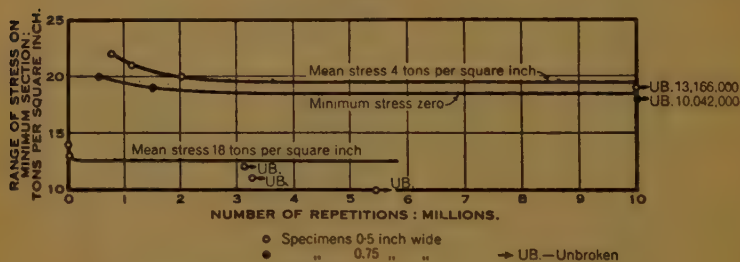 RANGE OF STRESS ON
MINIMUM SECTION:
TONS PER SQUARE INCH.
25
20
15
10
Mean stress 4 tons per square inch
Minimum stress zero
Mean stress 18 tons per square inch
UB.
UB.
UB.
UB. 13,166,000
UB. 10.042,000
0 1 2 3 4 5 6 7 8 9 10
NUMBER OF REPETITIONS : MILLIONS.
Specimens 0·5 inch wide
„ 0.75 „ „
UB.—Unbroken